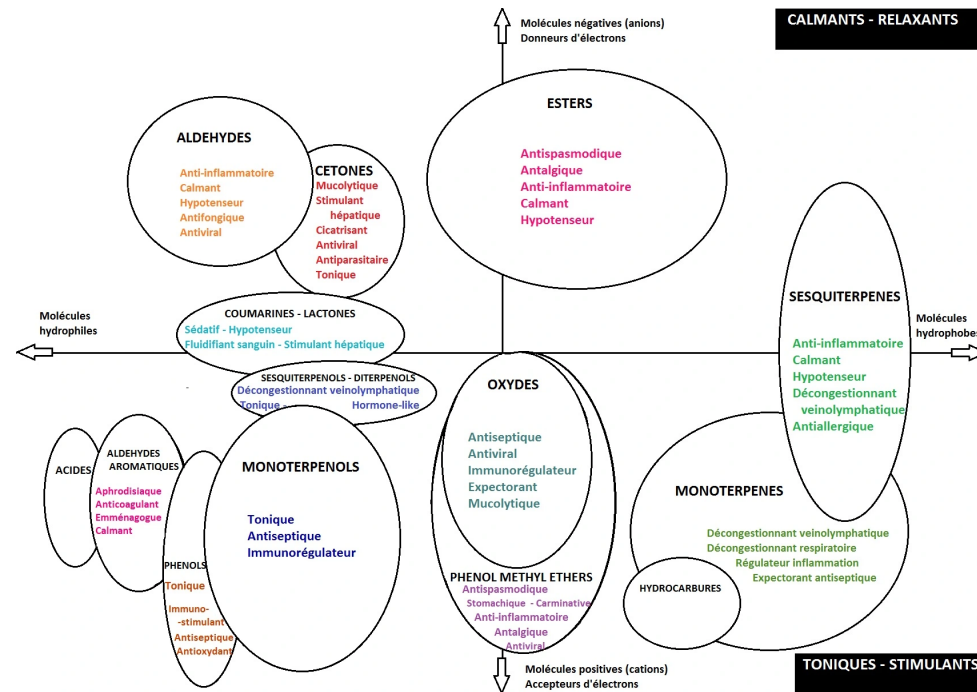 Molécules négatives (anions)
Donneurs d'électrons
CALMANTS - RELAXANTS
ALDEHYDES
Anti-inflammatoire
Calmant
Hypotenseur
Antifongique
Antiviral
CETONES
Mucolytique
Stimulant
hépatique
Cicatrisant
Antiviral
Antiparasitaire
Tonique
ESTERS
Antispasmodique
Antalgique
Anti-inflammatoire
Calmant
Hypotenseur
SESQUITERPENES
Anti-inflammatoire
Calmant
Hypotenseur
Décongestionnant
veinolymphatique
Antiallergique
Molécules
hydrophiles
Molécules
hydrophobes
COUMARINES - LACTONES
Sédatif - Hypotenseur
Fluidifiant sanguin - Stimulant hépatique
SESQUITERPENOLS - DITERPENOLS
Décongestionnant veinolymphatique
Tonique - Hormone-like
ACIDES
ALDEHYDES
AROMATIQUES
Aphrodisiaque
Anticoagulant
Emménagogue
Calmant
PHENOLS
Tonique
Immuno-
-stimulant
Antiseptique
Antioxydant
MONOTERPENOLS
Tonique
Antiseptique
Immunorégulateur
OXYDES
Antiseptique
Antiviral
Immunorégulateur
Expectorant
Mucolytique
PHENOL METHYL ETHERS
Antispasmodique
Stomachique - Carminative
Anti-inflammatoire
Antalgique
Antiviral
MONOTERPENES
Décongestionnant veinolymphatique
Décongestionnant respiratoire
Régulateur inflammation
Expectorant antiseptique
HYDROCARBURES
Molécules positives (cations)
Accepteurs d'électrons
TONIQUES - STIMULANTS